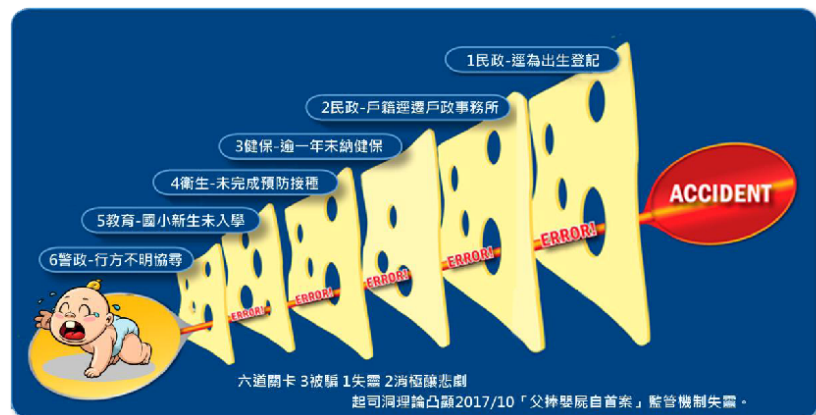 1民政-逕為出生登記
2民政-戶籍逕遷戶政事務所
3健保-逾一年未納健保
4衛生-未完成預防接種
5教育-國小新生未入學
6警政-行方不明協尋
ACCIDENT
ERROR!
ERROR!
ERROR!
ERROR!
ERROR!
六道關卡 3被騙 1失靈 2消極釀悲劇
起司洞理論凸顯2017/10「父捧嬰屍自首案」監管機制失靈。